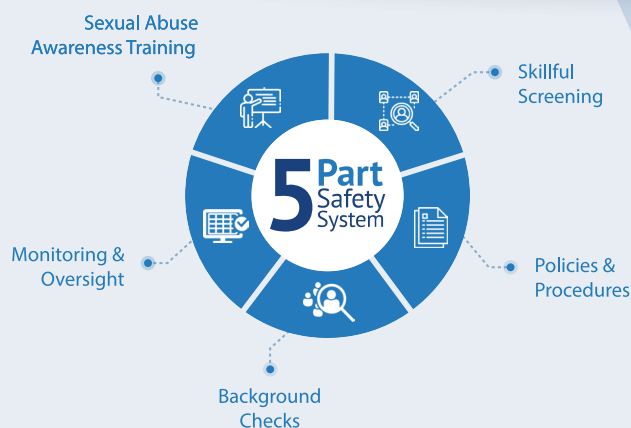 Sexual Abuse
Awareness Training
Skillful
Screening
5 Part
Safety
System
Monitoring &
Oversight
Policies &
Procedures
Background
Checks